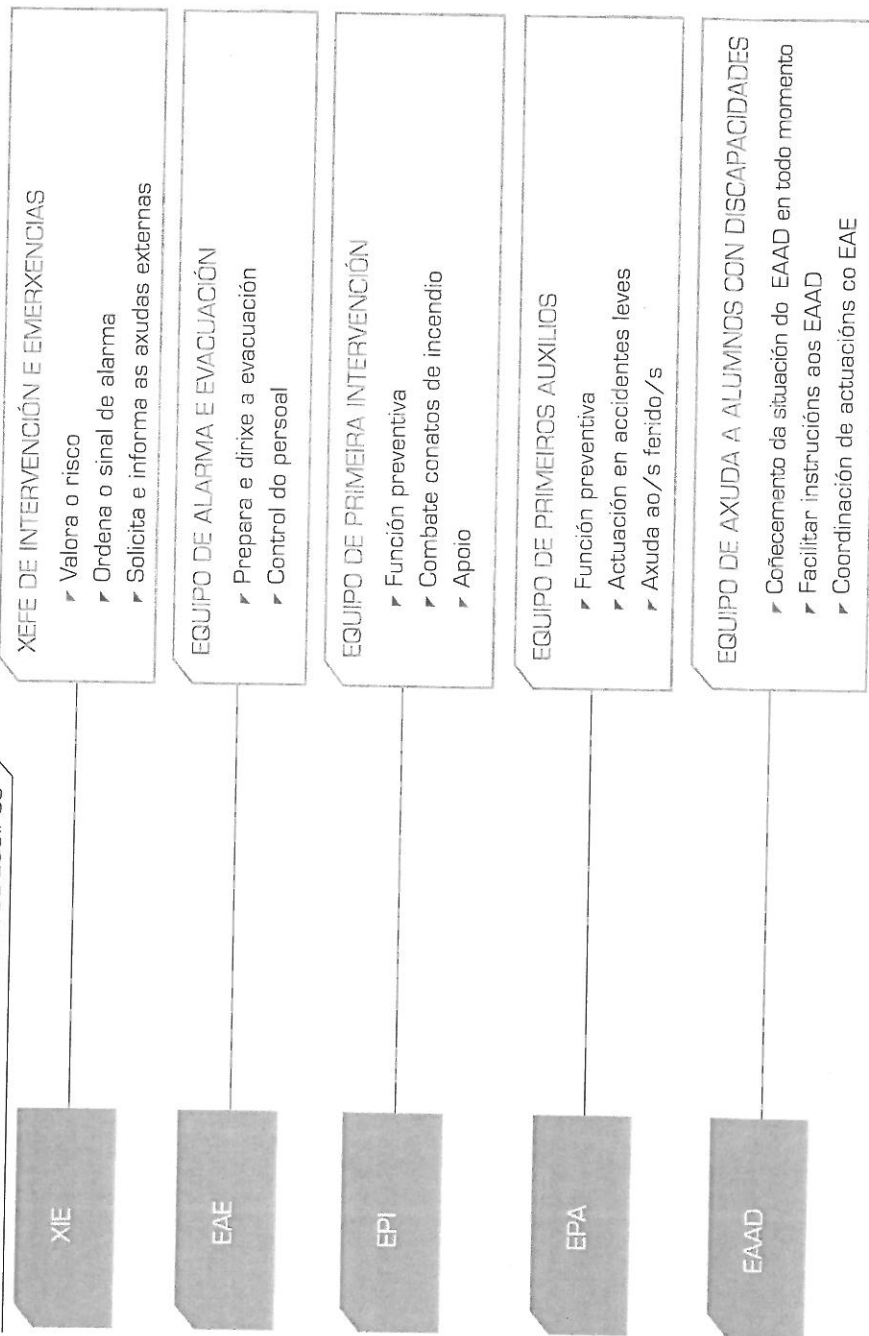 XIE
XEFE DE INTERVENCIÓN E EMERXENCIAS
Valora o risco
Ordena o sinal de alarma
Solicita e informa as axudas externas
EAE
EQUIPO DE ALARMA E EVACUACIÓN
Prepara e dirixe a evacuación
Control do persoal
EPI
EQUIPO DE PRIMEIRA INTERVENCIÓN
Función preventiva
Combate conatos de incendio
Apoio
EPA
EQUIPO DE PRIMEIROS AUXILIOS
Función preventiva
Actuación en accidentes leves
Axuda ao/s ferido/s
EAAD
EQUIPO DE AXUDA A ALUMNOS CON DISCAPACIDADES
Coñecemento da situación do EAAD en todo momento
Facilitar instrucións aos EAAD
Coordinación de actuacións co EAE